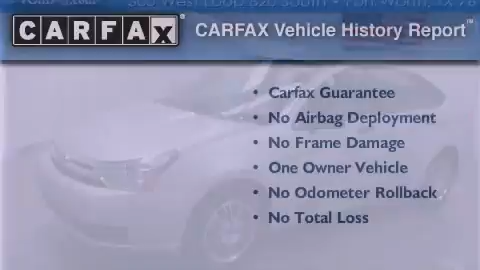 CARFAX
CARFAX Vehicle History Report™
• Carfax Guarantee
• No Airbag Deployment
• No Frame Damage
• One Owner Vehicle
• No Odometer Rollback
• No Total Loss